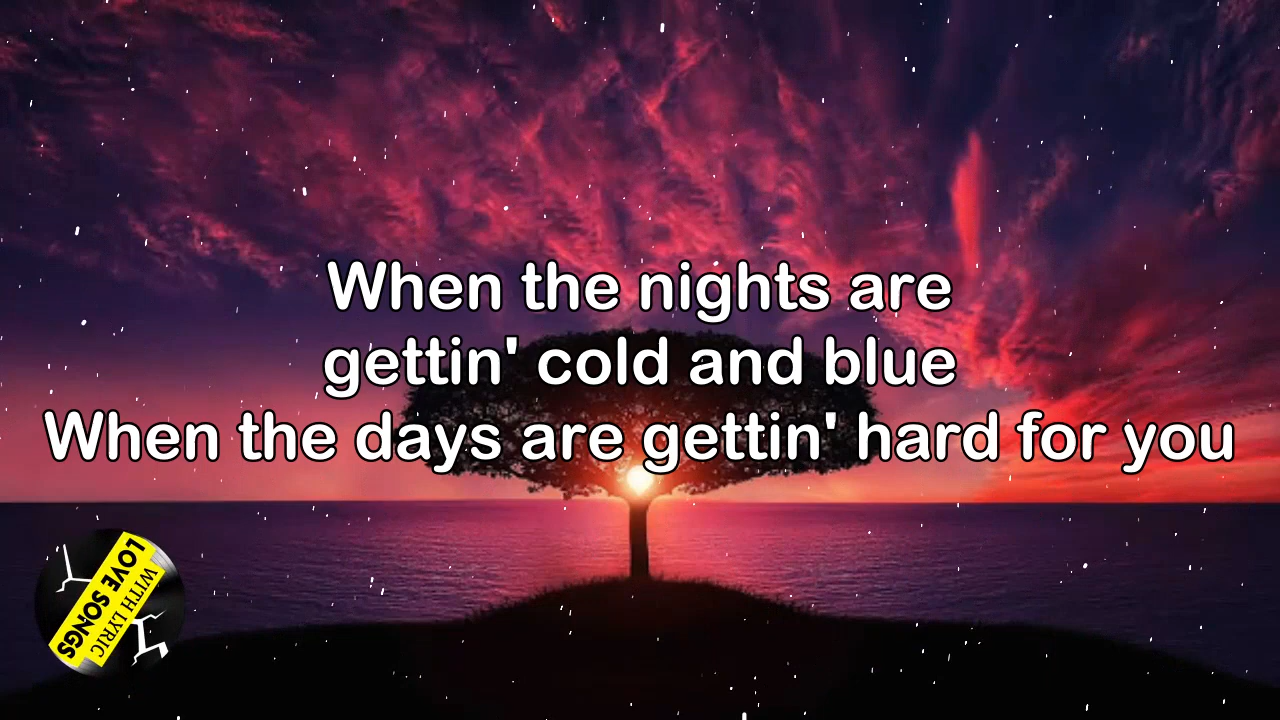 When the nights are
gettin' cold and blue
When the days are gettin' hard for you
LOVE SONGS
WITH LYRIC